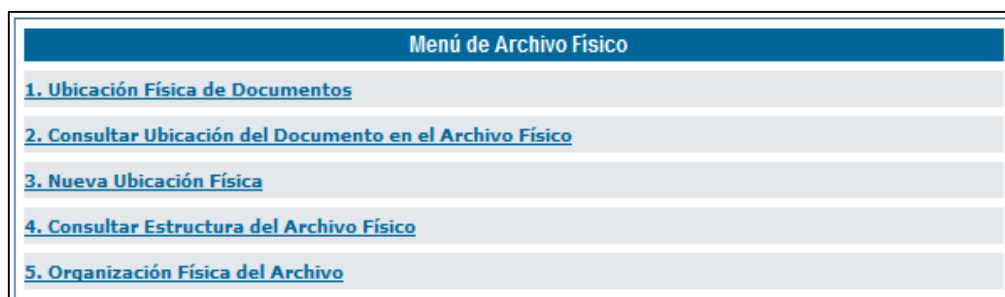 Menú de Archivo Físico
1. Ubicación Física de Documentos
2. Consultar Ubicación del Documento en el Archivo Físico
3. Nueva Ubicación Física
4. Consultar Estructura del Archivo Físico
5. Organización Física del Archivo